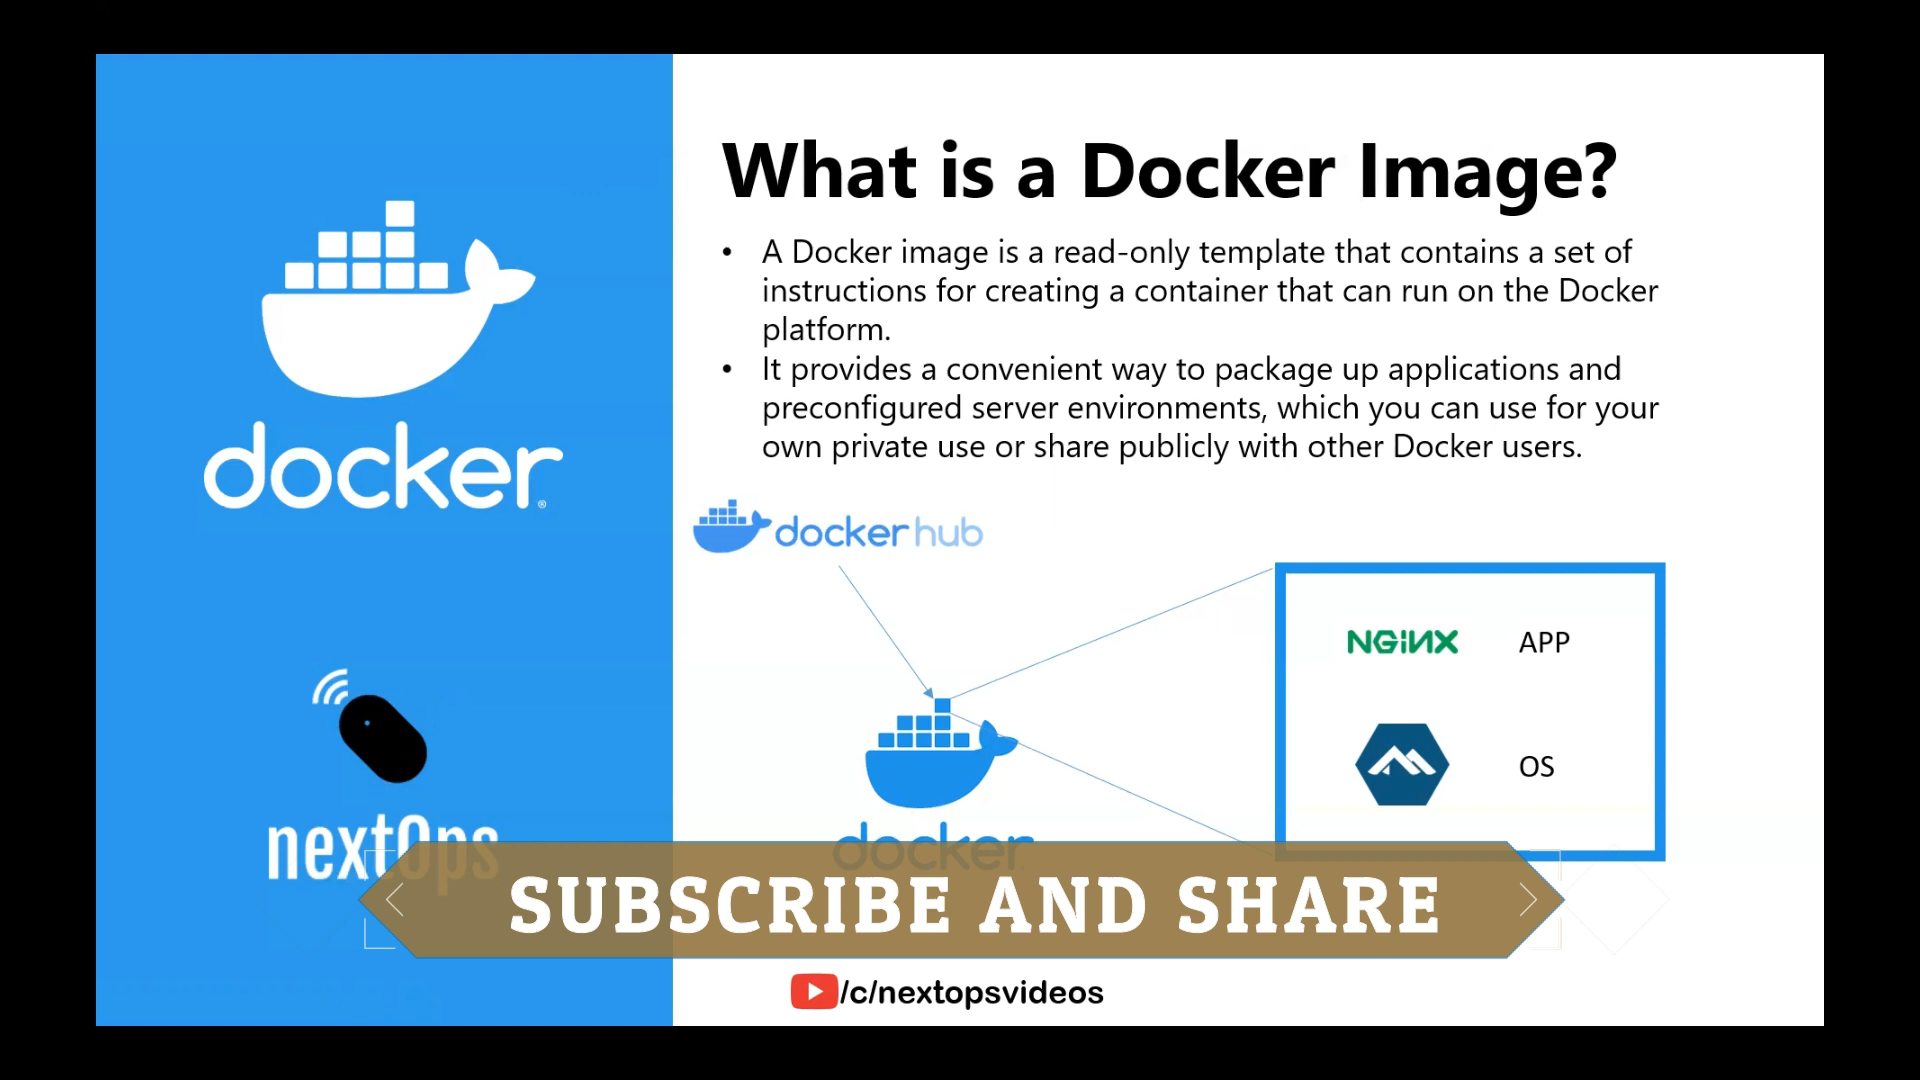 docker
nextOps
What is a Docker Image?
• A Docker image is a read-only template that contains a set of
instructions for creating a container that can run on the Docker
platform.
• It provides a convenient way to package up applications and
preconfigured server environments, which you can use for your
own private use or share publicly with other Docker users.
docker hub
NGINX APP
OS
docker
SUBSCRIBE AND SHARE
/c/nextopsvideos